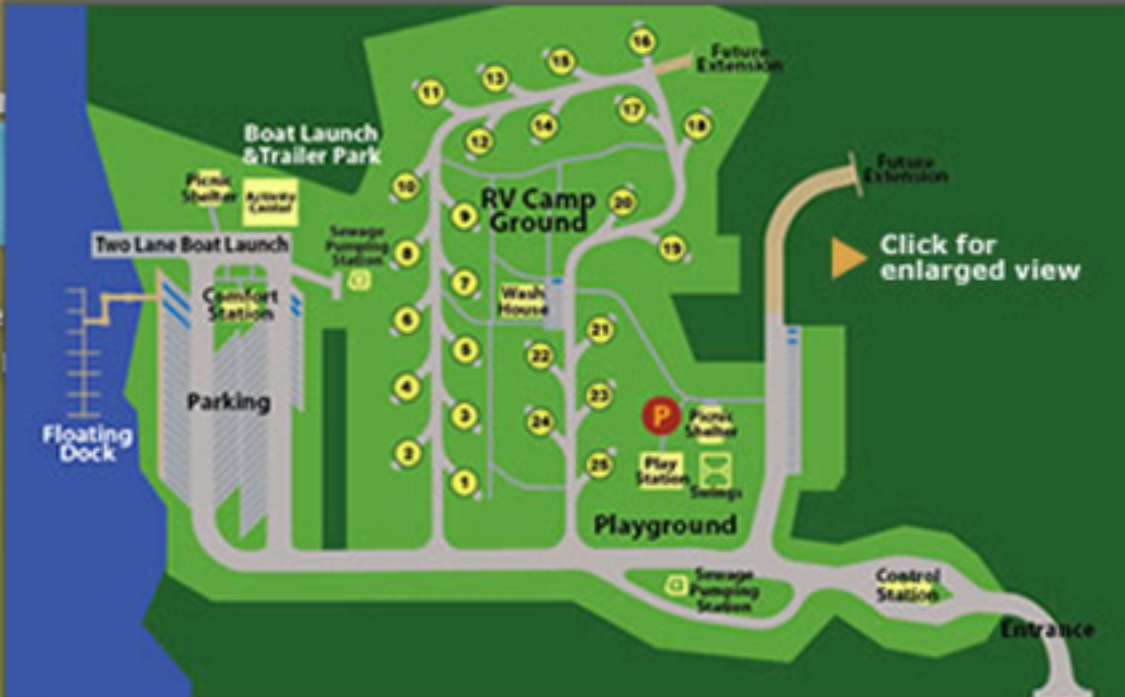 16
Future
Extension
15
13
11
17
18
14
12
Boat Launch
&Trailer Park
Future
Extension
Picnic
Shelter
Activity
Center
10
RV Camp
Ground
20
9
Two Lane Boat Launch
Sewage
Pumping
Station
8
19
Click for
enlarged view
7
Wash
House
Comfort
Station
6
21
5
22
4
23
Parking
3
24
P
Picnic
Shelter
Floating
Dock
2
1
25
Play
Station
Swings
Playground
Sewage
Pumping
Station
Control
Station
Entrance